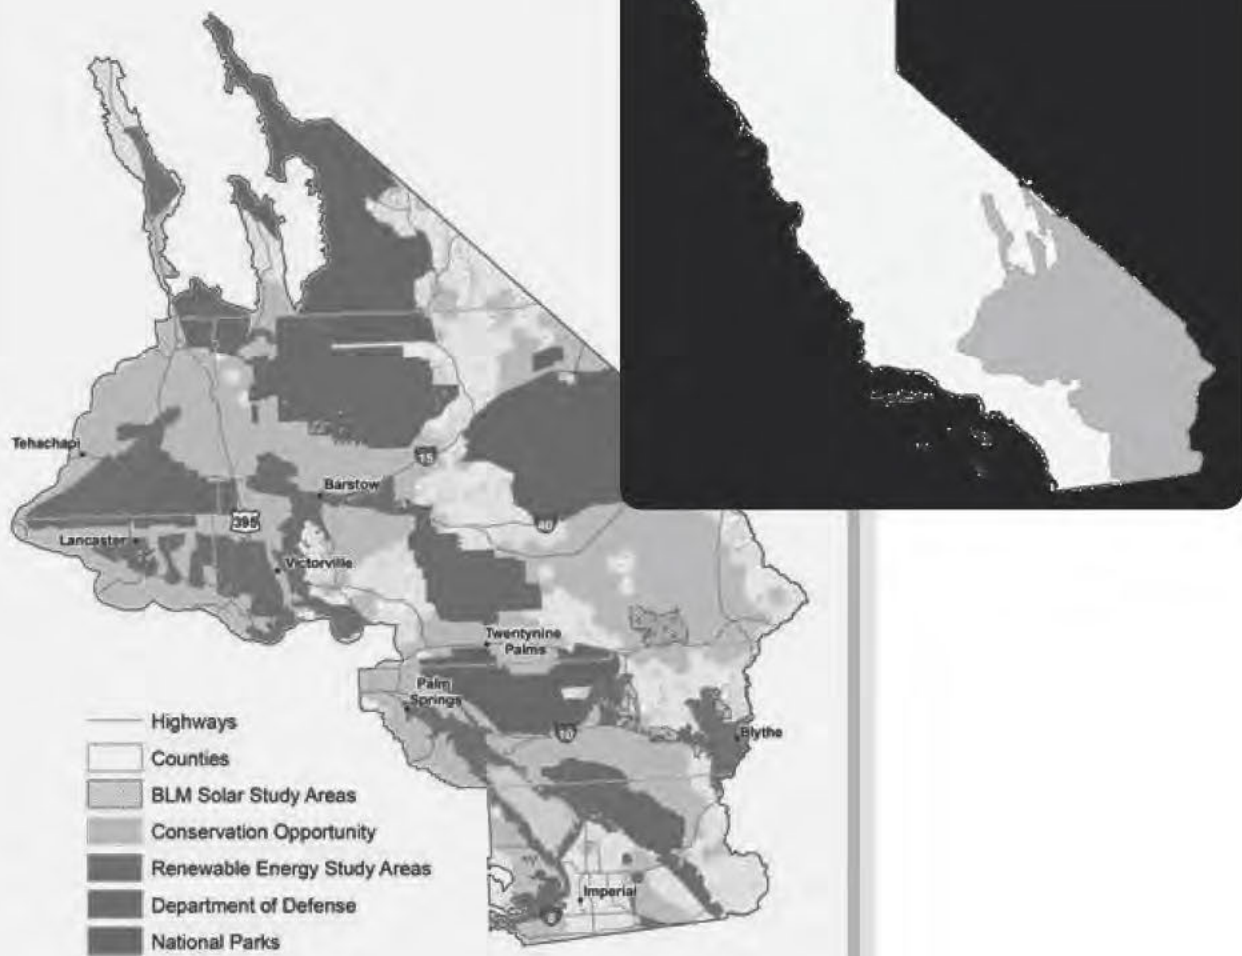 15
Tehachapi
Barstow
395
40
Lancaster
Victorville
Twentynine
Palms
Palm
Springs
10
Blythe
Imperial
8
Highways
Counties
BLM Solar Study Areas
Conservation Opportunity
Renewable Energy Study Areas
Department of Defense
National Parks